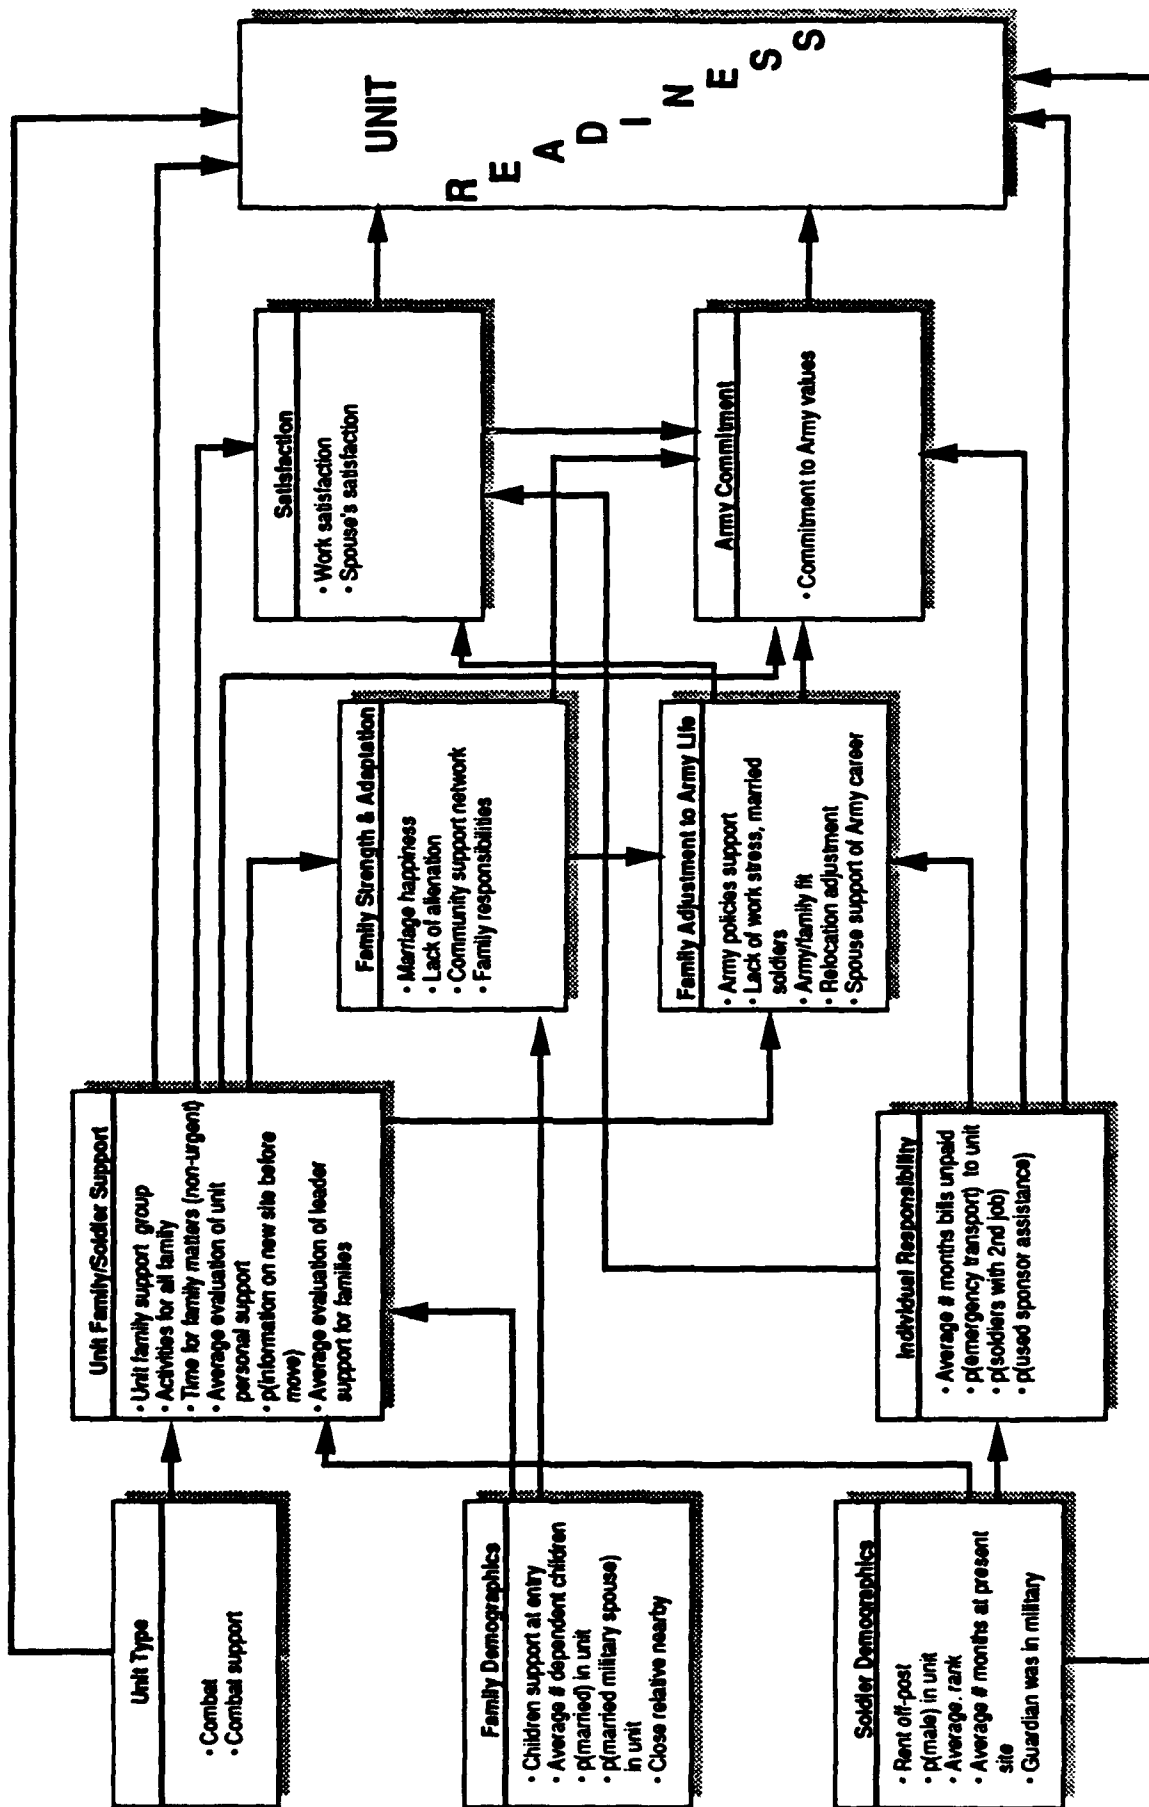 Unit Type
• Combat
• Combat support
Family Demographics
• Children support at entry
• Average # dependent children
• p(married) in unit
• p(married military spouse)
in unit
• Close relative nearby
Soldier Demographics
• Rent off-post
• p(male) in unit
• Average. rank
• Average # months at present
site
• Guardian was in military
Unit Family/Soldier Support
• Unit family support group
• Activities for all family
• Time for family matters (non-urgent)
• Average evaluation of unit
personal support
• p(information on new site before
move)
• Average evaluation of leader
support for families
Individual Responsibility
• Average # months bills unpaid
• p(emergency transport) to unit
• p(soldiers with 2nd job)
• p(used sponsor assistance)
Family Strength & Adaptation
• Marriage happiness
• Lack of alienation
• Community support network
• Family responsibilities
Family Adjustment to Army Life
• Army policies support
• Lack of work stress, married
soldiers
• Army/family fit
• Relocation adjustment
• Spouse support of Army career
Satisfaction
• Work satisfaction
• Spouse's satisfaction
Army Commitment
• Commitment to Army values
UNIT
READINESS